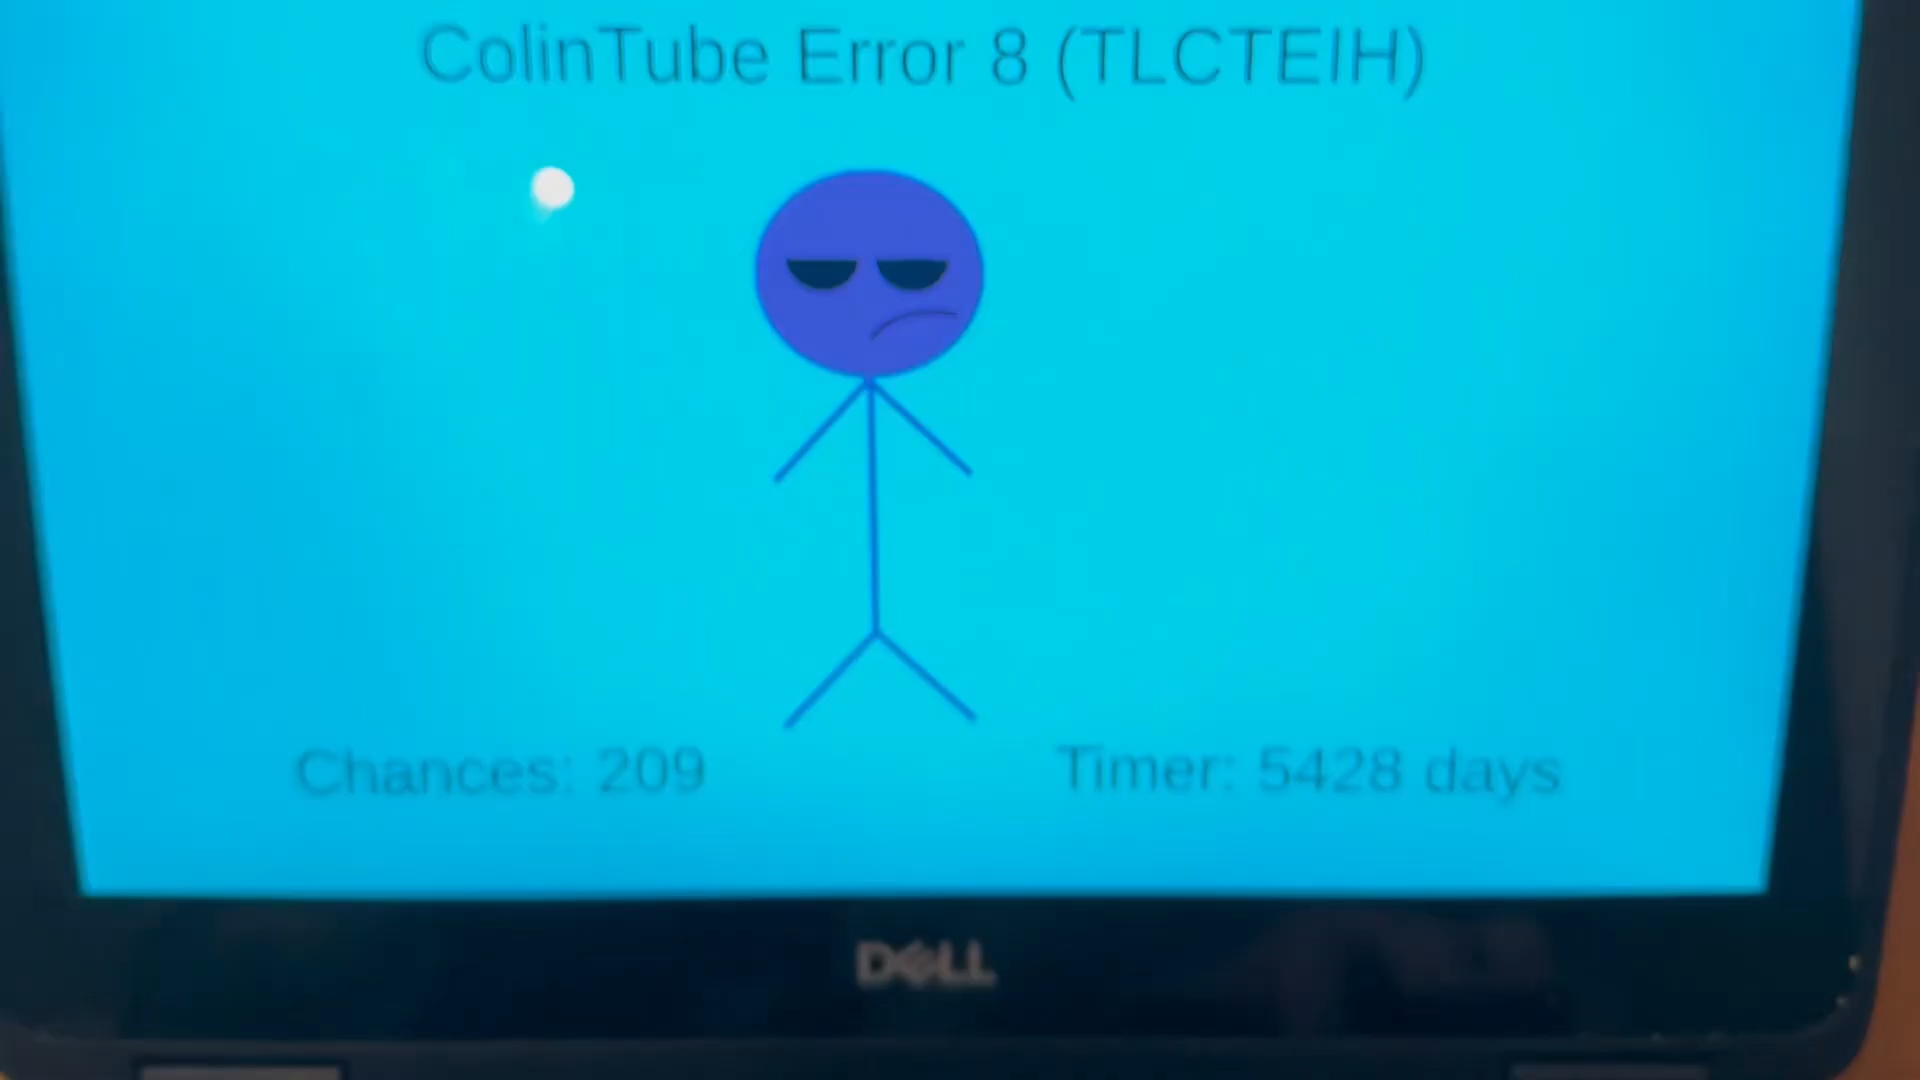 ColinTube Error 8 (TLCTEIH)
Chances: 209
Timer: 5428 days
DELL